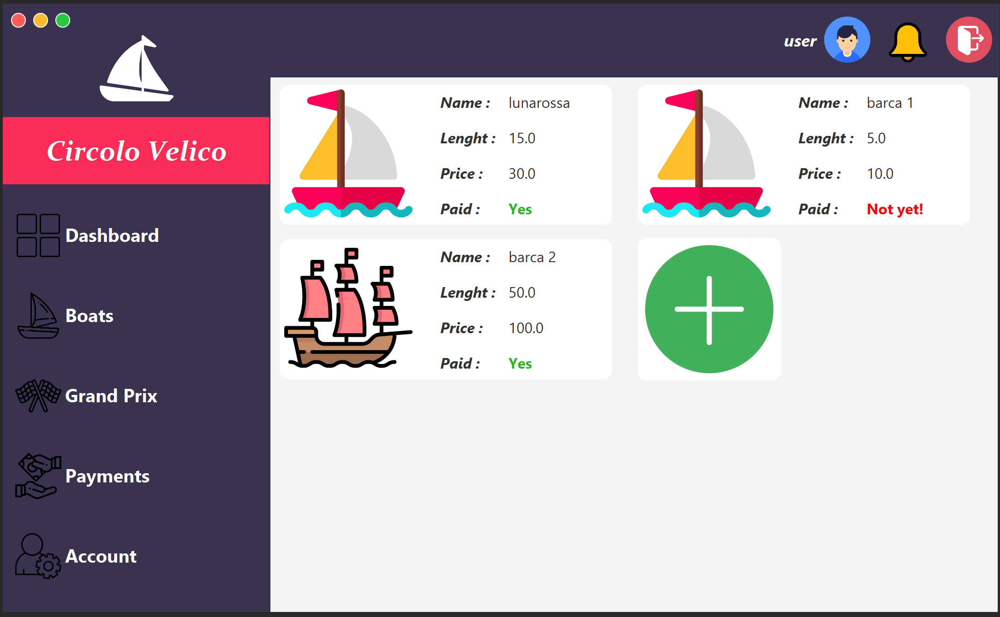 user
Circolo Velico
Dashboard
Boats
Grand Prix
Payments
Account
Name : lunarossa
Lenght : 15.0
Price : 30.0
Paid : Yes
Name : barca 1
Lenght : 5.0
Price : 10.0
Paid : Not yet!
Name : barca 2
Lenght : 50.0
Price : 100.0
Paid : Yes